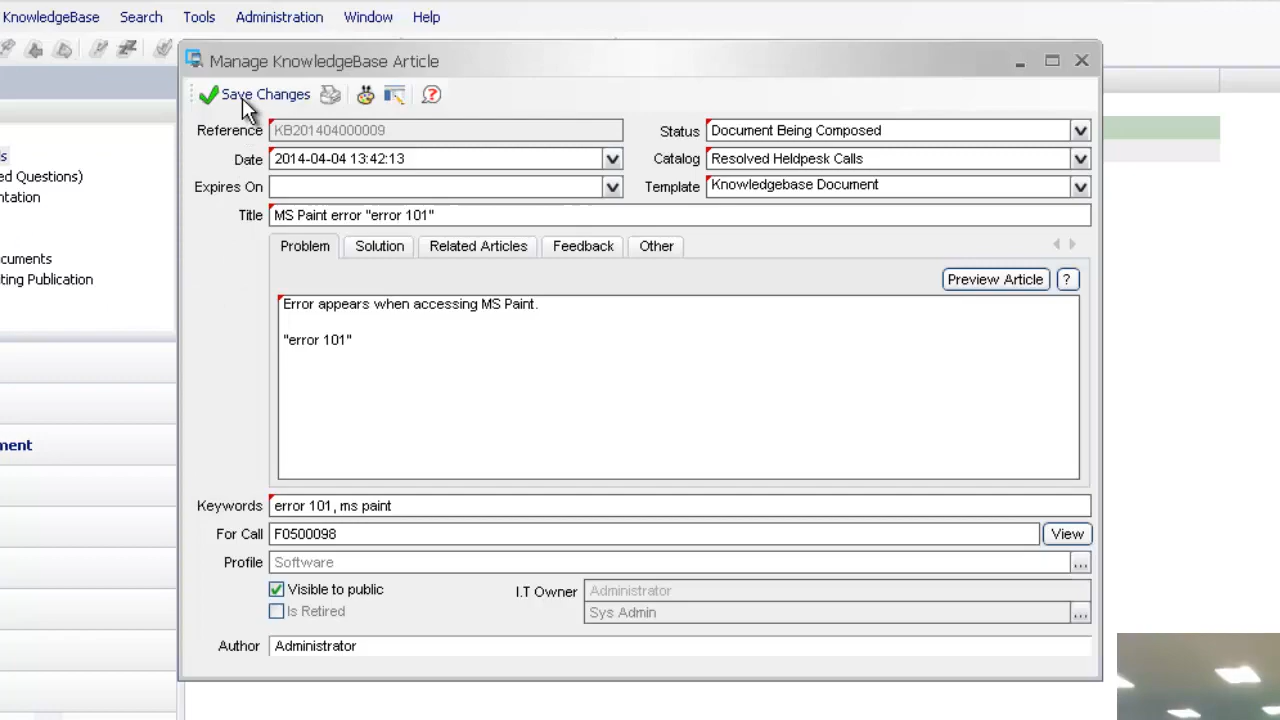 KnowledgeBase Search Tools Administration Window Help
Manage KnowledgeBase Article
Save Changes
Reference KB201404000009 Status Document Being Composed
Date 2014-04-04 13:42:13 Catalog Resolved Heldpesk Calls
Expires On Template Knowledgebase Document
Title MS Paint error "error 101"
Problem Solution Related Articles Feedback Other
Preview Article ?
Error appears when accessing MS Paint.
"error 101"
Keywords error 101, ms paint
For Call F0500098 View
Profile Software ...
Visible to public I.T Owner Administrator
Is Retired Sys Admin ...
Author Administrator
ed Questions)
ntation
cuments
ting Publication
ment